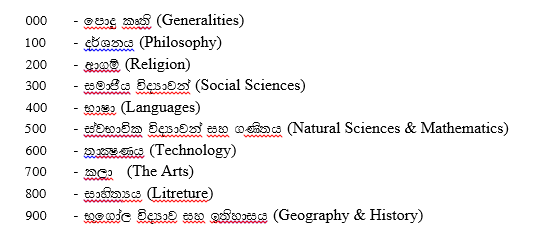 000 - පොදු කෘති (Generalities)
100 - දර්ශනය (Philosophy)
200 - ආගම් (Religion)
300 - සමාජීය විද්‍යාවන් (Social Sciences)
400 - භාෂා (Languages)
500 - ස්වභාවික විද්‍යාවන් සහ ගණිතය (Natural Sciences & Mathematics)
600 - තාක්‍ෂණය (Technology)
700 - කලා (The Arts)
800 - සාහිත්‍යය (Litreture)
900 - භූගෝල විද්‍යාව සහ ඉතිහාසය (Geography & History)